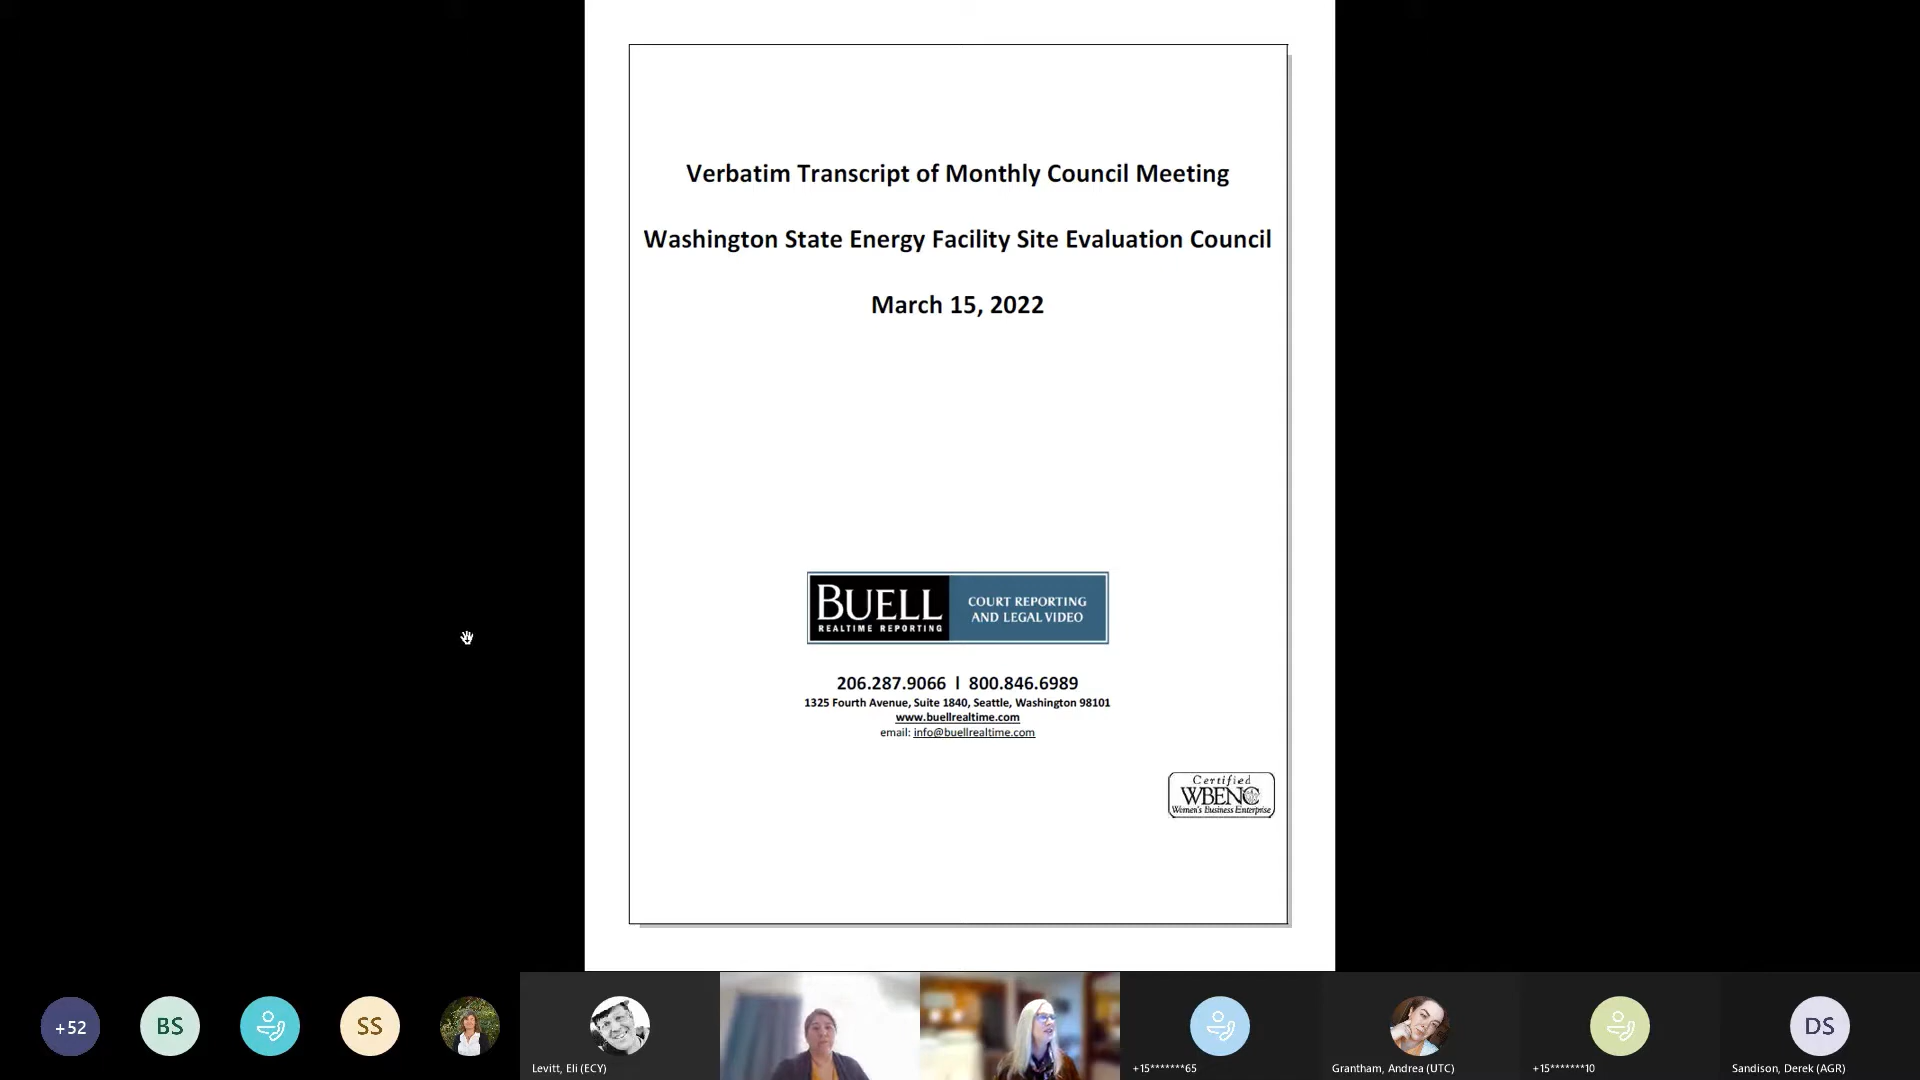 Verbatim Transcript of Monthly Council Meeting
Washington State Energy Facility Site Evaluation Council
March 15, 2022
BUELL
REALTIME REPORTING
COURT REPORTING
AND LEGAL VIDEO
206.287.9066 l 800.846.6989
1325 Fourth Avenue, Suite 1840, Seattle, Washington 98101
www.buellrealtime.com
email: info@buellrealtime.com
Certified
WBENC
Women's Business Enterprise
+52
BS
SS
Levitt, Eli (ECY)
+15*******65
Grantham, Andrea (UTC)
+15*******10
DS
Sandison, Derek (AGR)